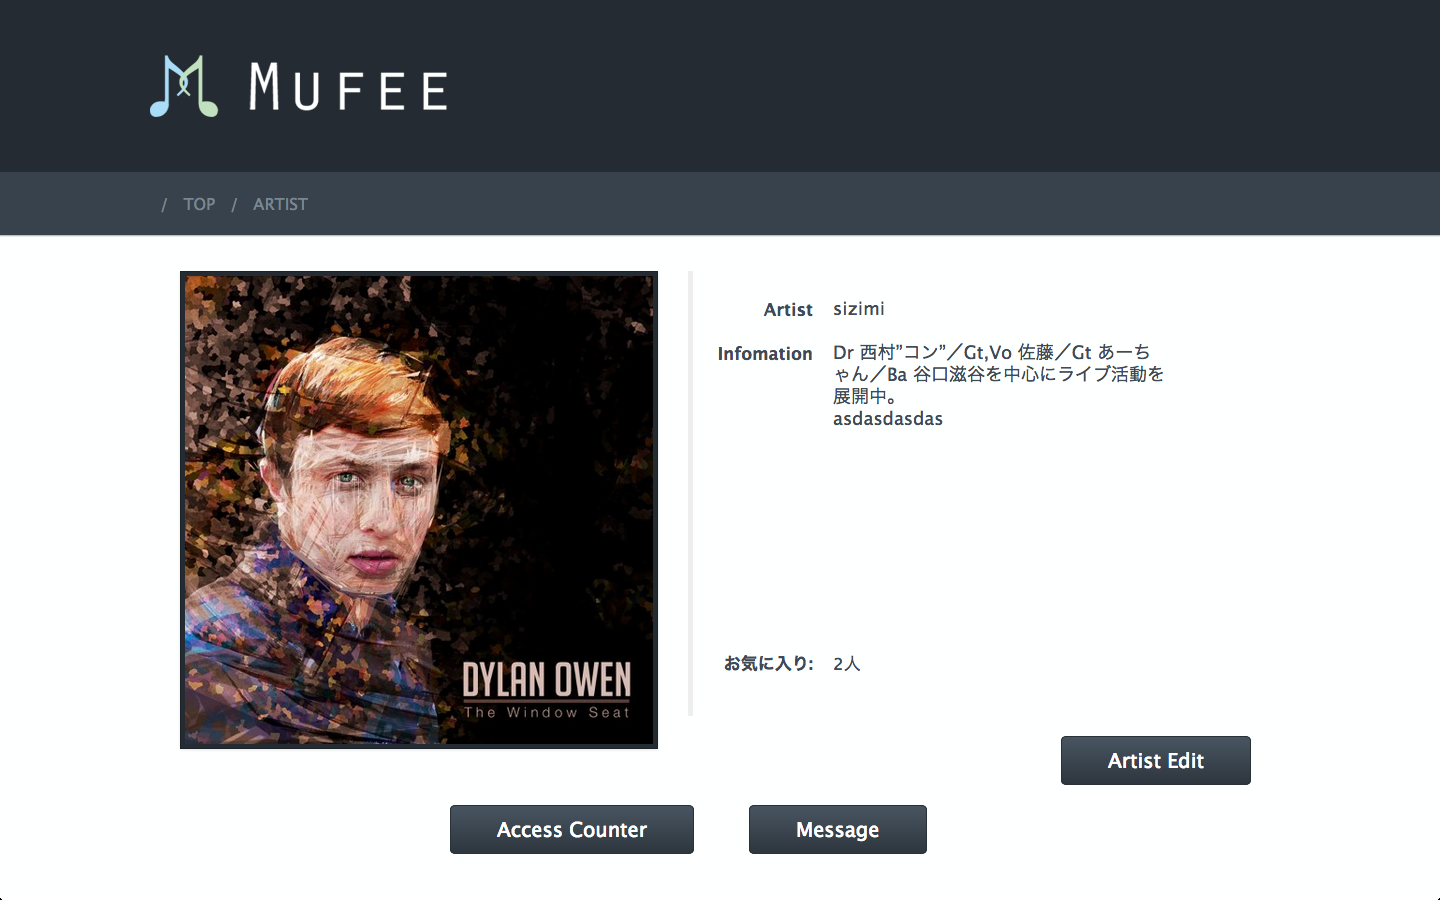 MUFEE
/ TOP / ARTIST
Artist sizimi
Infomation Dr 西村”コン”／Gt,Vo 佐藤／Gt あーち
ゃん／Ba 谷口滋谷を中心にライブ活動を
展開中。
asdasdasdas
お気に入り: 2人
DYLAN OWEN
The Window Seat
Artist Edit
Access Counter
Message